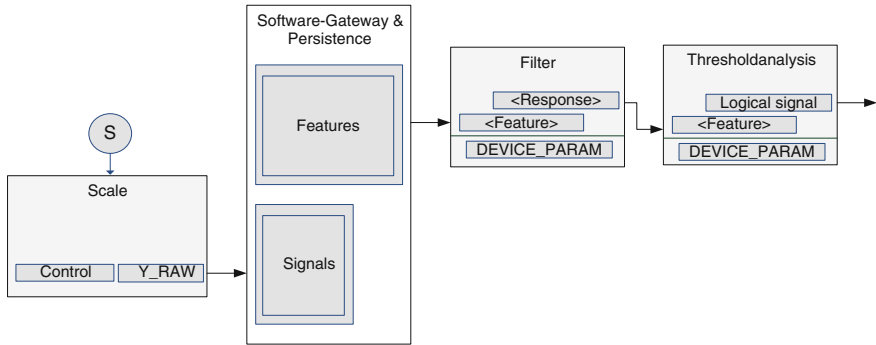 S
Scale
Control
Y_RAW
Software-Gateway &
Persistence
Features
Signals
Filter
<Response>
<Feature>
DEVICE_PARAM
Thresholdanalysis
Logical signal
<Feature>
DEVICE_PARAM